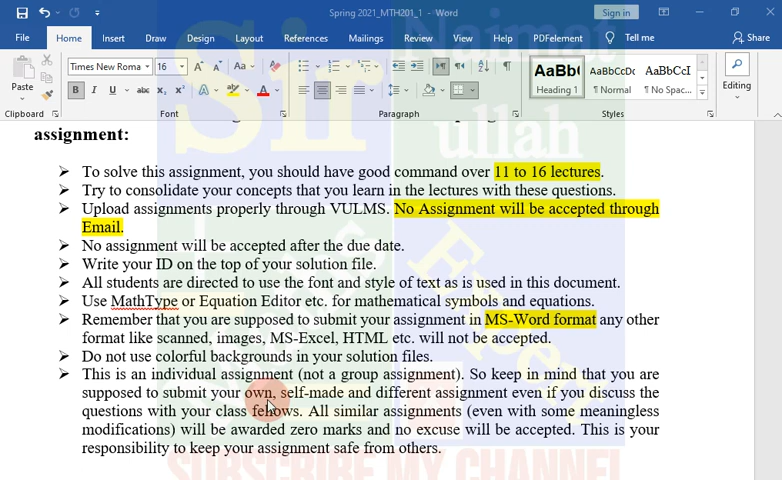 Spring 2021_MTH201_1 - Word
Sign in
File Home Insert Draw Design Layout References Mailings Review View Help PDFelement Tell me Share
Times New Roma 16
Paste
Clipboard Font Paragraph Styles Editing
Heading 1 ¶ Normal ¶ No Spac...
Sir Naimat
ullah
Expert
assignment:
➢ To solve this assignment, you should have good command over 11 to 16 lectures.
➢ Try to consolidate your concepts that you learn in the lectures with these questions.
➢ Upload assignments properly through VULMS. No Assignment will be accepted through
Email.
➢ No assignment will be accepted after the due date.
➢ Write your ID on the top of your solution file.
➢ All students are directed to use the font and style of text as is used in this document.
➢ Use MathType or Equation Editor etc. for mathematical symbols and equations.
➢ Remember that you are supposed to submit your assignment in MS-Word format any other
format like scanned, images, MS-Excel, HTML etc. will not be accepted.
➢ Do not use colorful backgrounds in your solution files.
➢ This is an individual assignment (not a group assignment). So keep in mind that you are
supposed to submit your own, self-made and different assignment even if you discuss the
questions with your class fellows. All similar assignments (even with some meaningless
modifications) will be awarded zero marks and no excuse will be accepted. This is your
responsibility to keep your assignment safe from others.
SUBSCRIBE MY CHANNEL